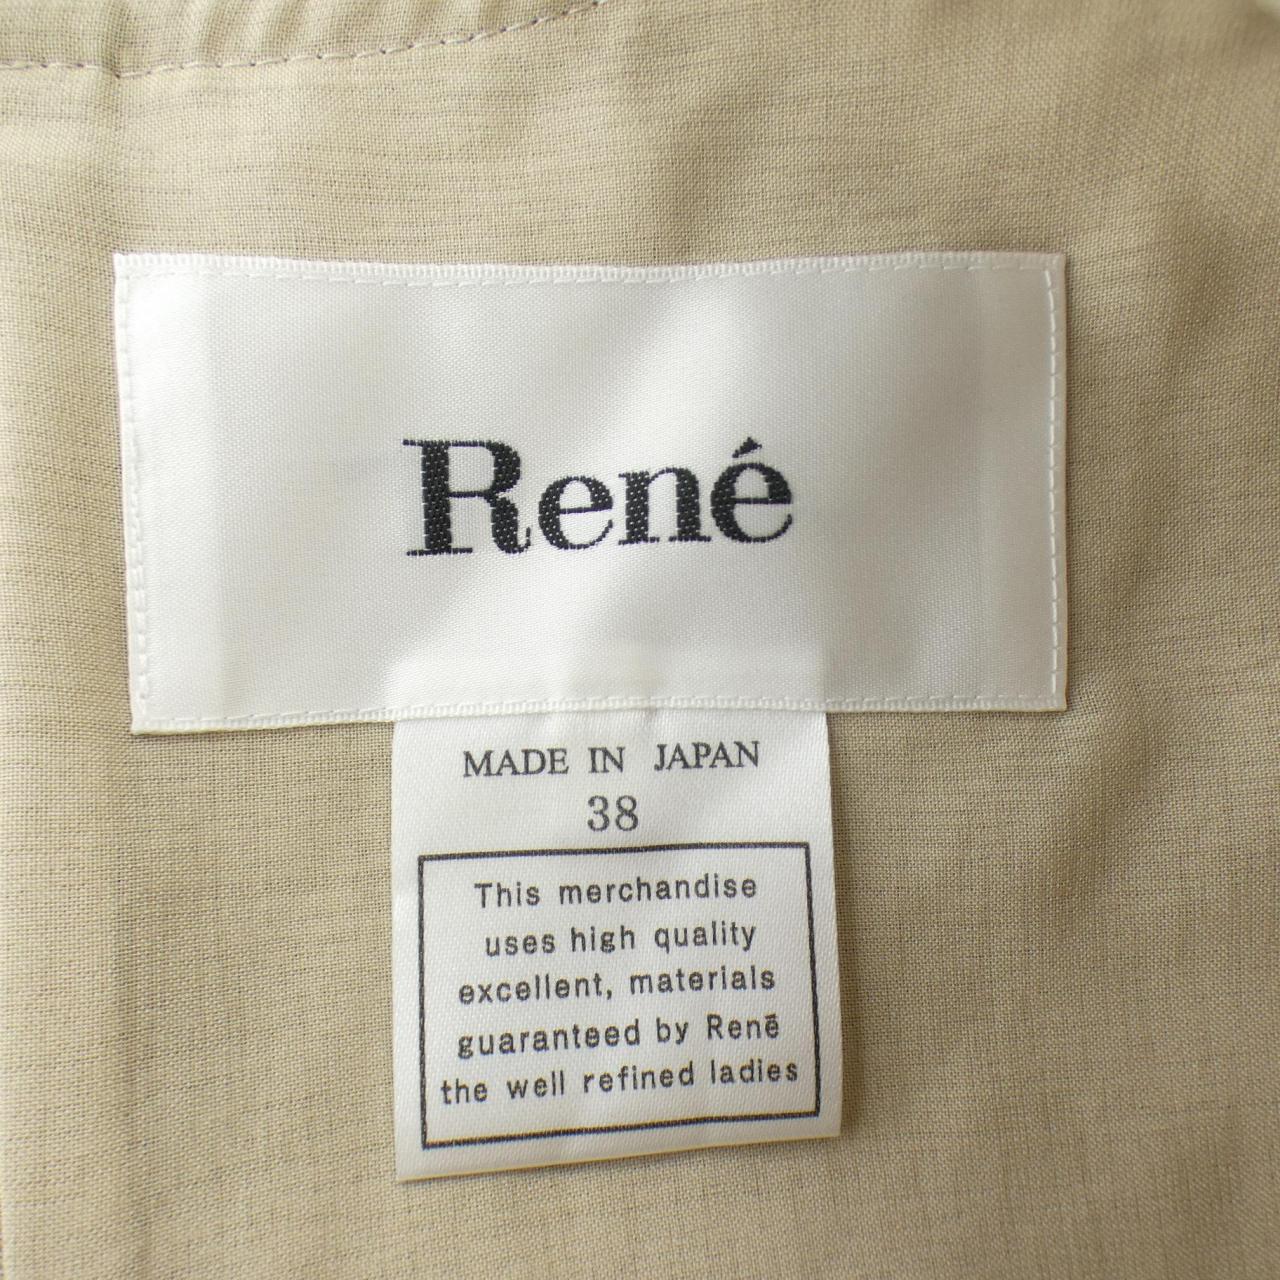 René
MADE IN JAPAN
38
This merchandise
uses high quality
excellent, materials
guaranteed by Renē
the well refined ladies